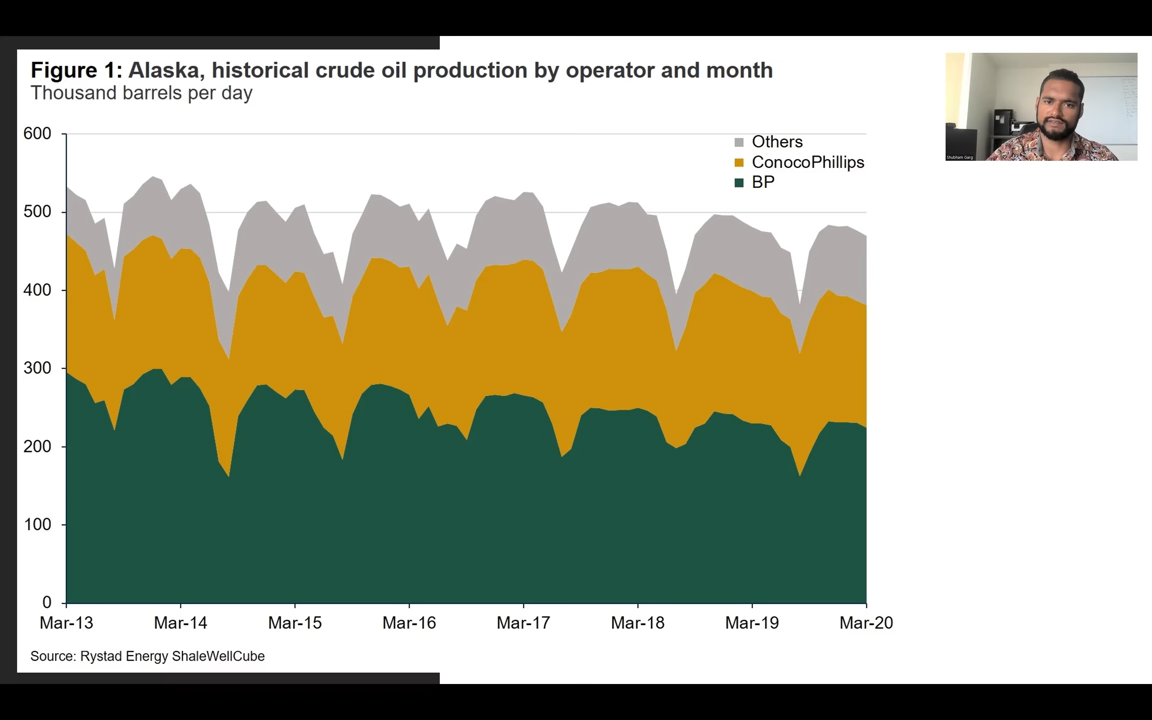 Figure 1: Alaska, historical crude oil production by operator and month
Thousand barrels per day
600
500
400
300
200
100
0
Others
ConocoPhillips
BP
Mar-13 Mar-14 Mar-15 Mar-16 Mar-17 Mar-18 Mar-19 Mar-20
Source: Rystad Energy ShaleWellCube
Shubham Garg